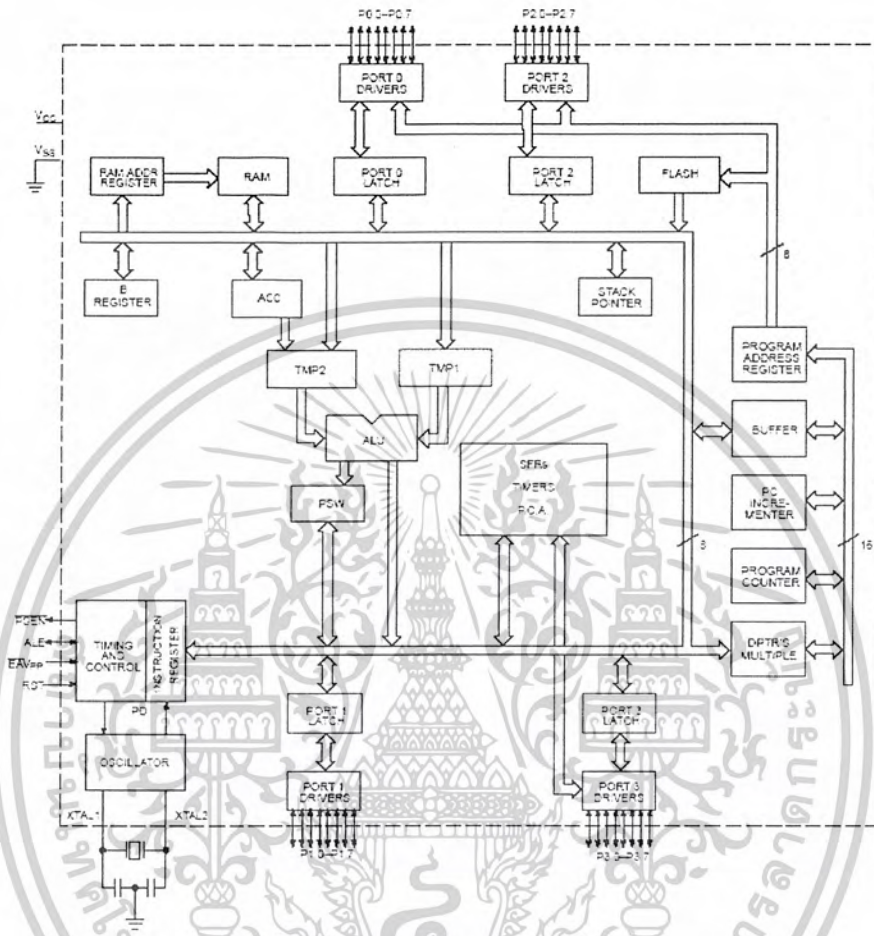 P0.0–P0.7
P2.0–P2.7
PORT 0
DRIVERS
PORT 2
DRIVERS
VCC
VSS
RAM ADDR
REGISTER
RAM
PORT 0
LATCH
PORT 2
LATCH
FLASH
8
B
REGISTER
ACC
STACK
POINTER
PROGRAM
ADDRESS
REGISTER
TMP2
TMP1
BUFFER
ALU
SFRs
TIMERS
P.C.A.
PSW
PC
INCRE-
MENTER
8
16
PROGRAM
COUNTER
PSEN
ALE
EAVPP
RST
TIMING
AND
CONTROL
INSTRUCTION
REGISTER
DPTR'S
MULTIPLE
PD
PORT 1
LATCH
PORT 2
LATCH
OSCILLATOR
PORT 1
DRIVERS
PORT 3
DRIVERS
XTAL1
XTAL2
P1.0–P1.7
P3.0–P3.7